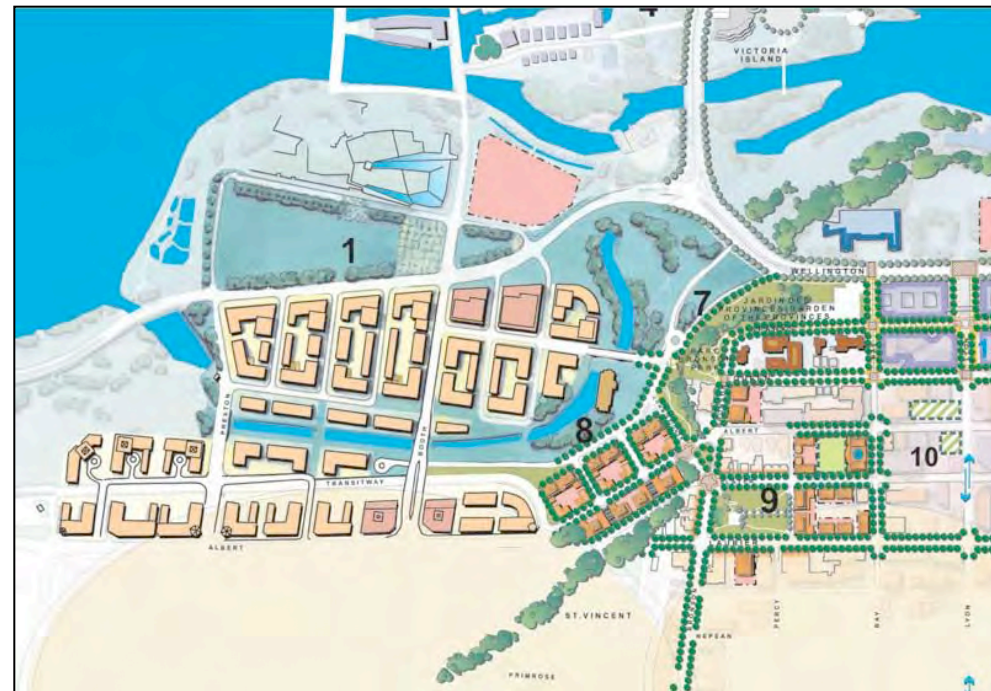 VICTORIA
ISLAND
1
WELLINGTON
7
JARDIN DES
PROVINCES/GARDEN
OF THE PROVINCES
PRESTON
BOOTH
8
ALBERT
10
TRANSITWAY
9
ALBERT
ST. VINCENT
PERCY
BAY
LYON
NEPEAN
PRIMROSE